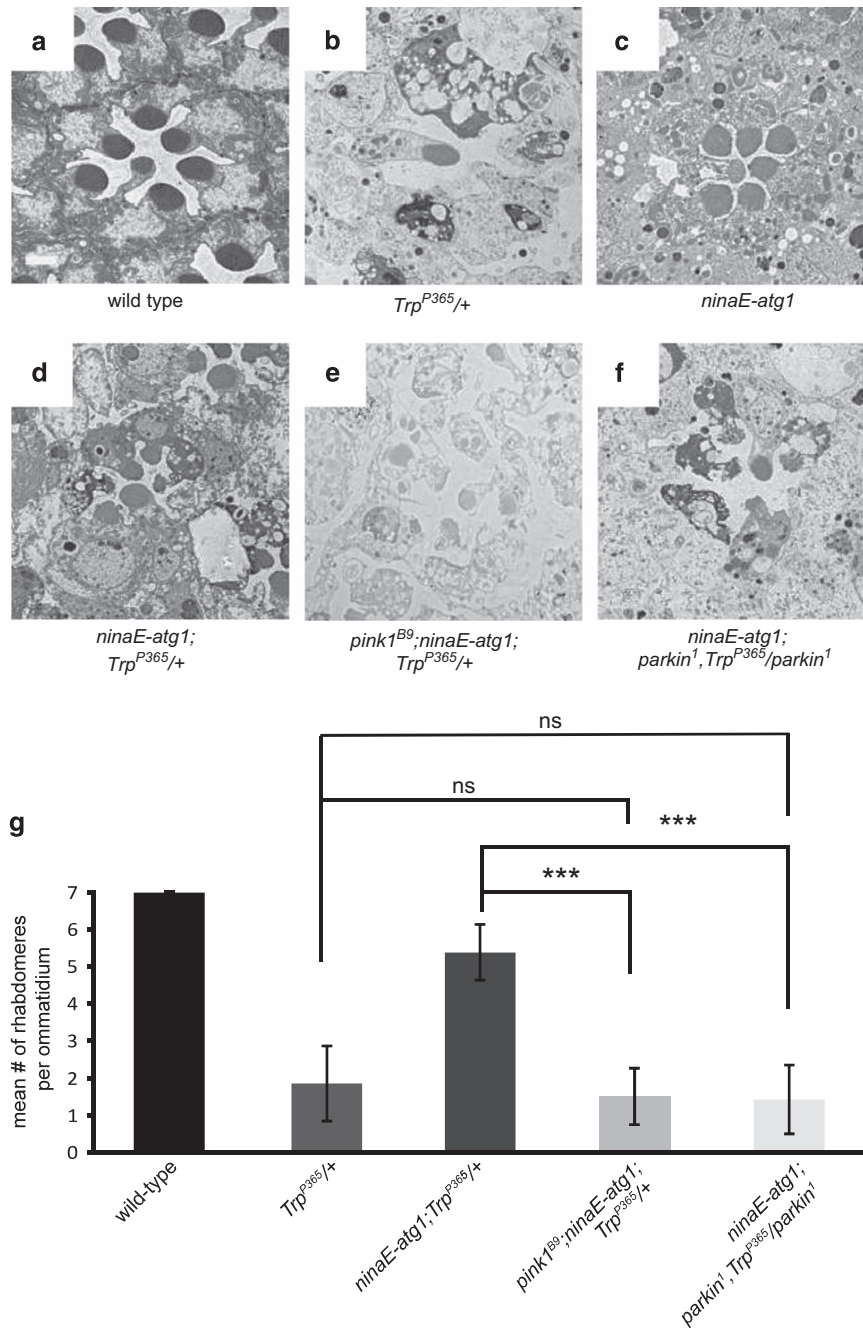 a
b
c
wild type
Trp^P365/+
ninaE-atg1
d
e
f
ninaE-atg1;
Trp^P365/+
pink1^B9;ninaE-atg1;
Trp^P365/+
ninaE-atg1;
parkin^1,Trp^P365/parkin^1
g
ns
ns
***
***
mean # of rhabdomeres
per ommatidium
7
6
5
4
3
2
1
0
wild-type
Trp^P365/+
ninaE-atg1;Trp^P365/+
pink1^B9;ninaE-atg1;
Trp^P365/+
ninaE-atg1;
parkin^1,Trp^P365/parkin^1